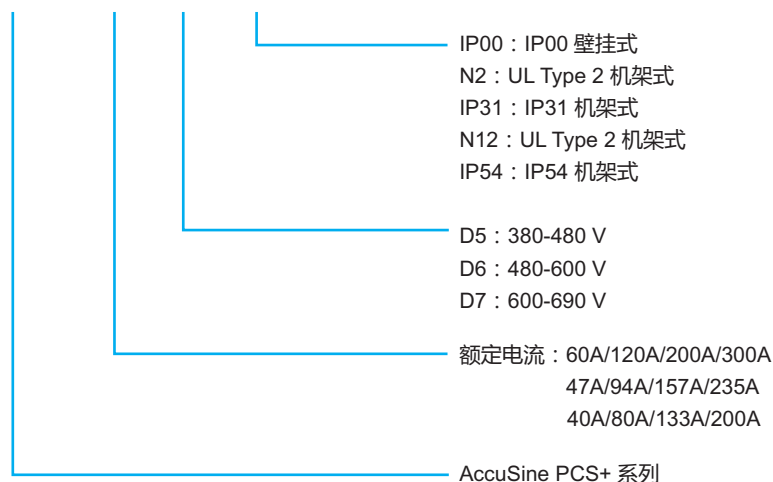 IP00：IP00 壁挂式
N2：UL Type 2 机架式
IP31：IP31 机架式
N12：UL Type 2 机架式
IP54：IP54 机架式
D5：380-480 V
D6：480-600 V
D7：600-690 V
额定电流：60A/120A/200A/300A
47A/94A/157A/235A
40A/80A/133A/200A
AccuSine PCS+ 系列